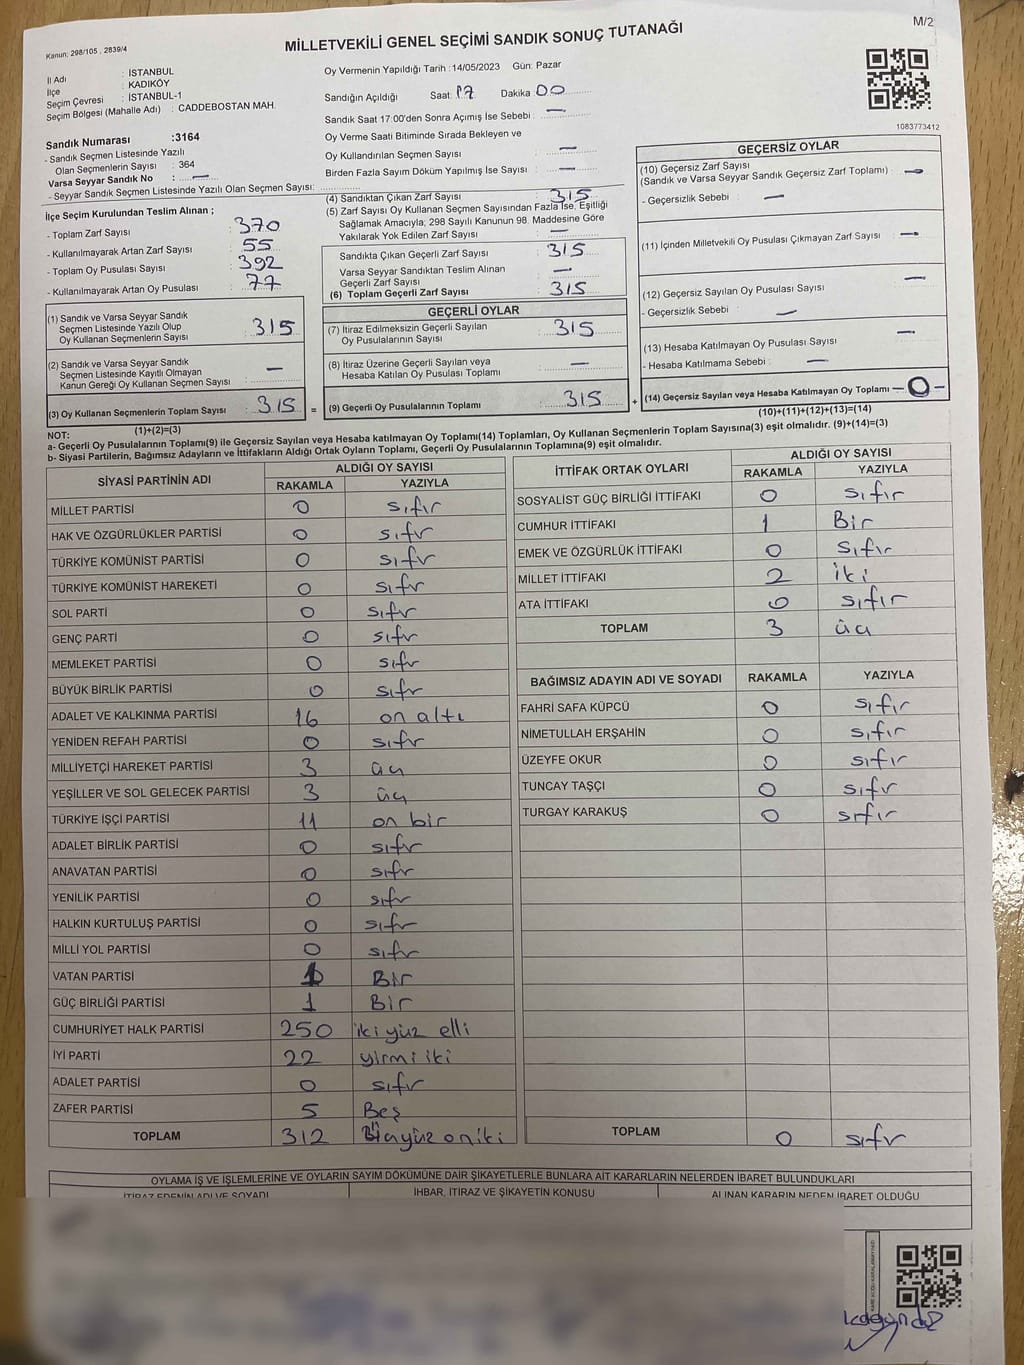 M/2
Kanun: 298/105 , 2839/4
MİLLETVEKİLİ GENEL SEÇİMİ SANDIK SONUÇ TUTANAĞI
İl Adı : İSTANBUL
İlçe : KADIKÖY
Seçim Çevresi : İSTANBUL-1
Seçim Bölgesi (Mahalle Adı) : CADDEBOSTAN MAH.
Oy Vermenin Yapıldığı Tarih :14/05/2023 Gün: Pazar
Sandığın Açıldığı Saat: 17 Dakika 00
Sandık Saat 17:00'den Sonra Açımış İse Sebebi : —
Oy Verme Saati Bitiminde Sırada Bekleyen ve
Oy Kullandırılan Seçmen Sayısı : —
Birden Fazla Sayım Döküm Yapılmış İse Sayısı : —
1083773412
Sandık Numarası :3164
- Sandık Seçmen Listesinde Yazılı
Olan Seçmenlerin Sayısı : 364
Varsa Seyyar Sandık No : —
- Seyyar Sandık Seçmen Listesinde Yazılı Olan Seçmen Sayısı:
İlçe Seçim Kurulundan Teslim Alınan ;
- Toplam Zarf Sayısı : 370
- Kullanılmayarak Artan Zarf Sayısı : 55
- Toplam Oy Pusulası Sayısı : 392
- Kullanılmayarak Artan Oy Pusulası : 77
(1) Sandık ve Varsa Seyyar Sandık
Seçmen Listesinde Yazılı Olup
Oy Kullanan Seçmenlerin Sayısı : 315
(2) Sandık ve Varsa Seyyar Sandık
Seçmen Listesinde Kayıtlı Olmayan
Kanun Gereği Oy Kullanan Seçmen Sayısı : —
(3) Oy Kullanan Seçmenlerin Toplam Sayısı : 315
(1)+(2)=(3)
(4) Sandıktan Çıkan Zarf Sayısı : 315
(5) Zarf Sayısı Oy Kullanan Seçmen Sayısından Fazla İse, Eşitliği
Sağlamak Amacıyla; 298 Sayılı Kanunun 98. Maddesine Göre
Yakılarak Yok Edilen Zarf Sayısı : —
Sandıkta Çıkan Geçerli Zarf Sayısı : 315
Varsa Seyyar Sandıktan Teslim Alınan
Geçerli Zarf Sayısı : —
(6) Toplam Geçerli Zarf Sayısı : 315
GEÇERLİ OYLAR
(7) İtiraz Edilmeksizin Geçerli Sayılan
Oy Pusulalarının Sayısı : 315
(8) İtiraz Üzerine Geçerli Sayılan veya
Hesaba Katılan Oy Pusulası Toplamı : —
= (9) Geçerli Oy Pusulalarının Toplamı : 315
GEÇERSİZ OYLAR
(10) Geçersiz Zarf Sayısı
(Sandık ve Varsa Seyyar Sandık Geçersiz Zarf Toplamı) : —
- Geçersizlik Sebebi : —
(11) İçinden Milletvekili Oy Pusulası Çıkmayan Zarf Sayısı : —
(12) Geçersiz Sayılan Oy Pusulası Sayısı : —
- Geçersizlik Sebebi : —
(13) Hesaba Katılmayan Oy Pusulası Sayısı : —
- Hesaba Katılmama Sebebi : —
+ (14) Geçersiz Sayılan veya Hesaba Katılmayan Oy Toplamı —0—
(10)+(11)+(12)+(13)=(14)
NOT:
a- Geçerli Oy Pusulalarının Toplamı(9) ile Geçersiz Sayılan veya Hesaba katılmayan Oy Toplamı(14) Toplamları, Oy Kullanan Seçmenlerin Toplam Sayısına(3) eşit olmalıdır. (9)+(14)=(3)
b- Siyasi Partilerin, Bağımsız Adayların ve İttifakların Aldığı Ortak Oyların Toplamı, Geçerli Oy Pusulalarının Toplamına(9) eşit olmalıdır.
SİYASİ PARTİNİN ADI ALDIĞI OY SAYISI
RAKAMLA YAZIYLA
MİLLET PARTİSİ 0 sıfır
HAK VE ÖZGÜRLÜKLER PARTİSİ 0 sıfır
TÜRKİYE KOMÜNİST PARTİSİ 0 sıfır
TÜRKİYE KOMÜNİST HAREKETİ 0 sıfır
SOL PARTİ 0 sıfır
GENÇ PARTİ 0 sıfır
MEMLEKET PARTİSİ 0 sıfır
BÜYÜK BİRLİK PARTİSİ 0 sıfır
ADALET VE KALKINMA PARTİSİ 16 on altı
YENİDEN REFAH PARTİSİ 0 sıfır
MİLLİYETÇİ HAREKET PARTİSİ 3 üç
YEŞİLLER VE SOL GELECEK PARTİSİ 3 üç
TÜRKİYE İŞÇİ PARTİSİ 11 on bir
ADALET BİRLİK PARTİSİ 0 sıfır
ANAVATAN PARTİSİ 0 sıfır
YENİLİK PARTİSİ 0 sıfır
HALKIN KURTULUŞ PARTİSİ 0 sıfır
MİLLİ YOL PARTİSİ 0 sıfır
VATAN PARTİSİ 1 Bir
GÜÇ BİRLİĞİ PARTİSİ 1 Bir
CUMHURİYET HALK PARTİSİ 250 iki yüz elli
İYİ PARTİ 22 yirmi iki
ADALET PARTİSİ 0 sıfır
ZAFER PARTİSİ 5 Beş
TOPLAM 312 üçyüz oniki
İTTİFAK ORTAK OYLARI ALDIĞI OY SAYISI
RAKAMLA YAZIYLA
SOSYALİST GÜÇ BİRLİĞİ İTTİFAKI 0 sıfır
CUMHUR İTTİFAKI 1 Bir
EMEK VE ÖZGÜRLÜK İTTİFAKI 0 sıfır
MİLLET İTTİFAKI 2 iki
ATA İTTİFAKI 0 sıfır
TOPLAM 3 üç
BAĞIMSIZ ADAYIN ADI VE SOYADI RAKAMLA YAZIYLA
FAHRİ SAFA KÜPCÜ 0 sıfır
NİMETULLAH ERŞAHİN 0 sıfır
ÜZEYFE OKUR 0 sıfır
TUNCAY TAŞÇI 0 sıfır
TURGAY KARAKUŞ 0 sıfır
TOPLAM 0 sıfır
OYLAMA İŞ VE İŞLEMLERİNE VE OYLARIN SAYIM DÖKÜMÜNE DAİR ŞİKAYETLERLE BUNLARA AİT KARARLARIN NELERDEN İBARET BULUNDUKLARI
İTİRAZ EDENİN ADI VE SOYADI İHBAR, İTİRAZ VE ŞİKAYETİN KONUSU ALINAN KARARIN NEDEN İBARET OLDUĞU